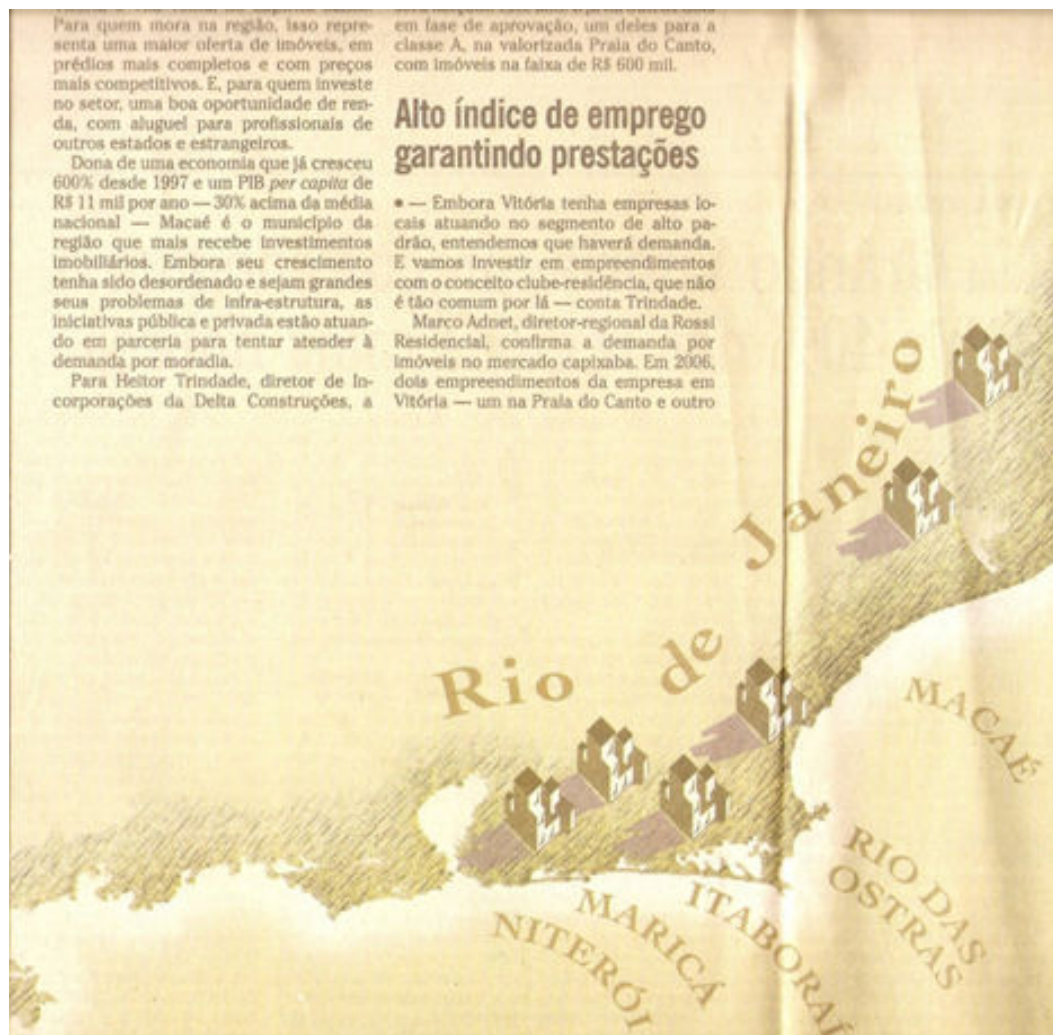 Para quem mora na região, isso repre-
senta uma maior oferta de imóveis, em
prédios mais completos e com preços
mais competitivos. E, para quem investe
no setor, uma boa oportunidade de ren-
da, com aluguel para profissionais de
outros estados e estrangeiros.
Dona de uma economia que já cresceu
600% desde 1997 e um PIB per capita de
R$ 11 mil por ano — 30% acima da média
nacional — Macaé é o município da
região que mais recebe investimentos
imobiliários. Embora seu crescimento
tenha sido desordenado e sejam grandes
seus problemas de infra-estrutura, as
iniciativas pública e privada estão atuan-
do em parceria para tentar atender à
demanda por moradia.
Para Heitor Trindade, diretor de In-
corporações da Delta Construções, a
em fase de aprovação, um deles para a
classe A, na valorizada Praia do Canto,
com imóveis na faixa de R$ 600 mil.
Alto índice de emprego
garantindo prestações
• — Embora Vitória tenha empresas lo-
cais atuando no segmento de alto pa-
drão, entendemos que haverá demanda.
E vamos investir em empreendimentos
com o conceito clube-residência, que não
é tão comum por lá — conta Trindade.
Marco Adnet, diretor-regional da Rossi
Residencial, confirma a demanda por
imóveis no mercado capixaba. Em 2006,
dois empreendimentos da empresa em
Vitória — um na Praia do Canto e outro
Rio de Janeiro
MACAÉ
RIO DAS
OSTRAS
ITABORAÍ
MARICÁ
NITERÓI